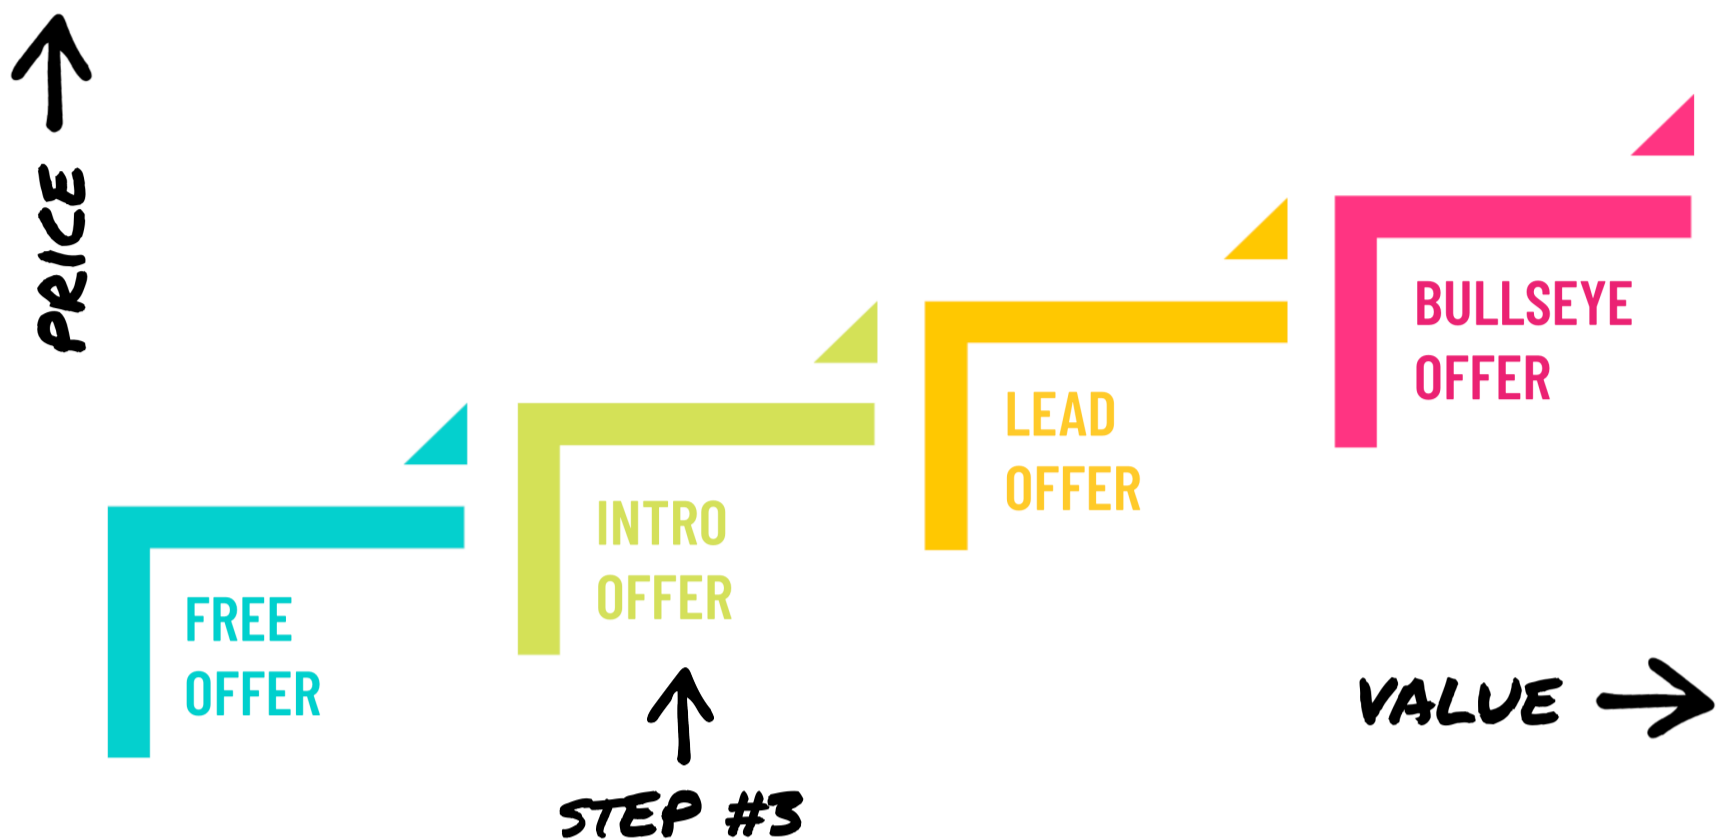 PRICE
FREE
OFFER
INTRO
OFFER
LEAD
OFFER
BULLSEYE
OFFER
VALUE
STEP #3